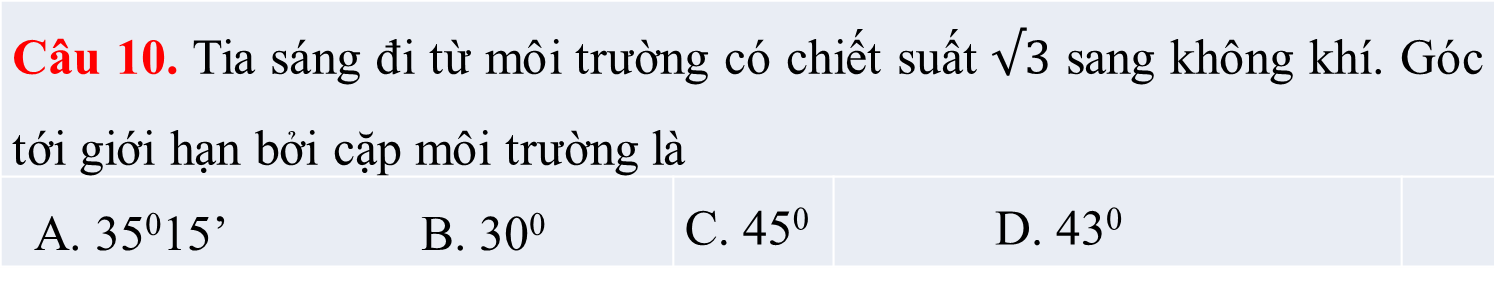 Câu 10. Tia sáng đi từ môi trường có chiết suất √3 sang không khí. Góc
tới giới hạn bởi cặp môi trường là
A. 35⁰15’ B. 30⁰ C. 45⁰ D. 43⁰